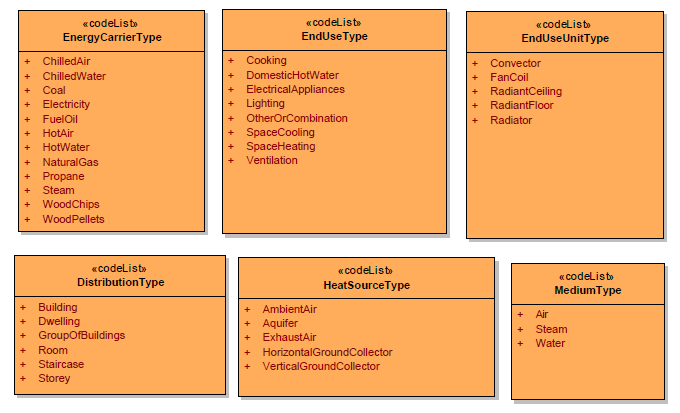 «codeList»
EnergyCarrierType
+ ChilledAir
+ ChilledWater
+ Coal
+ Electricity
+ FuelOil
+ HotAir
+ HotWater
+ NaturalGas
+ Propane
+ Steam
+ WoodChips
+ WoodPellets
«codeList»
EndUseType
+ Cooking
+ DomesticHotWater
+ ElectricalAppliances
+ Lighting
+ OtherOrCombination
+ SpaceCooling
+ SpaceHeating
+ Ventilation
«codeList»
EndUseUnitType
+ Convector
+ FanCoil
+ RadiantCeiling
+ RadiantFloor
+ Radiator
«codeList»
DistributionType
+ Building
+ Dwelling
+ GroupOfBuildings
+ Room
+ Staircase
+ Storey
«codeList»
HeatSourceType
+ AmbientAir
+ Aquifer
+ ExhaustAir
+ HorizontalGroundCollector
+ VerticalGroundCollector
«codeList»
MediumType
+ Air
+ Steam
+ Water